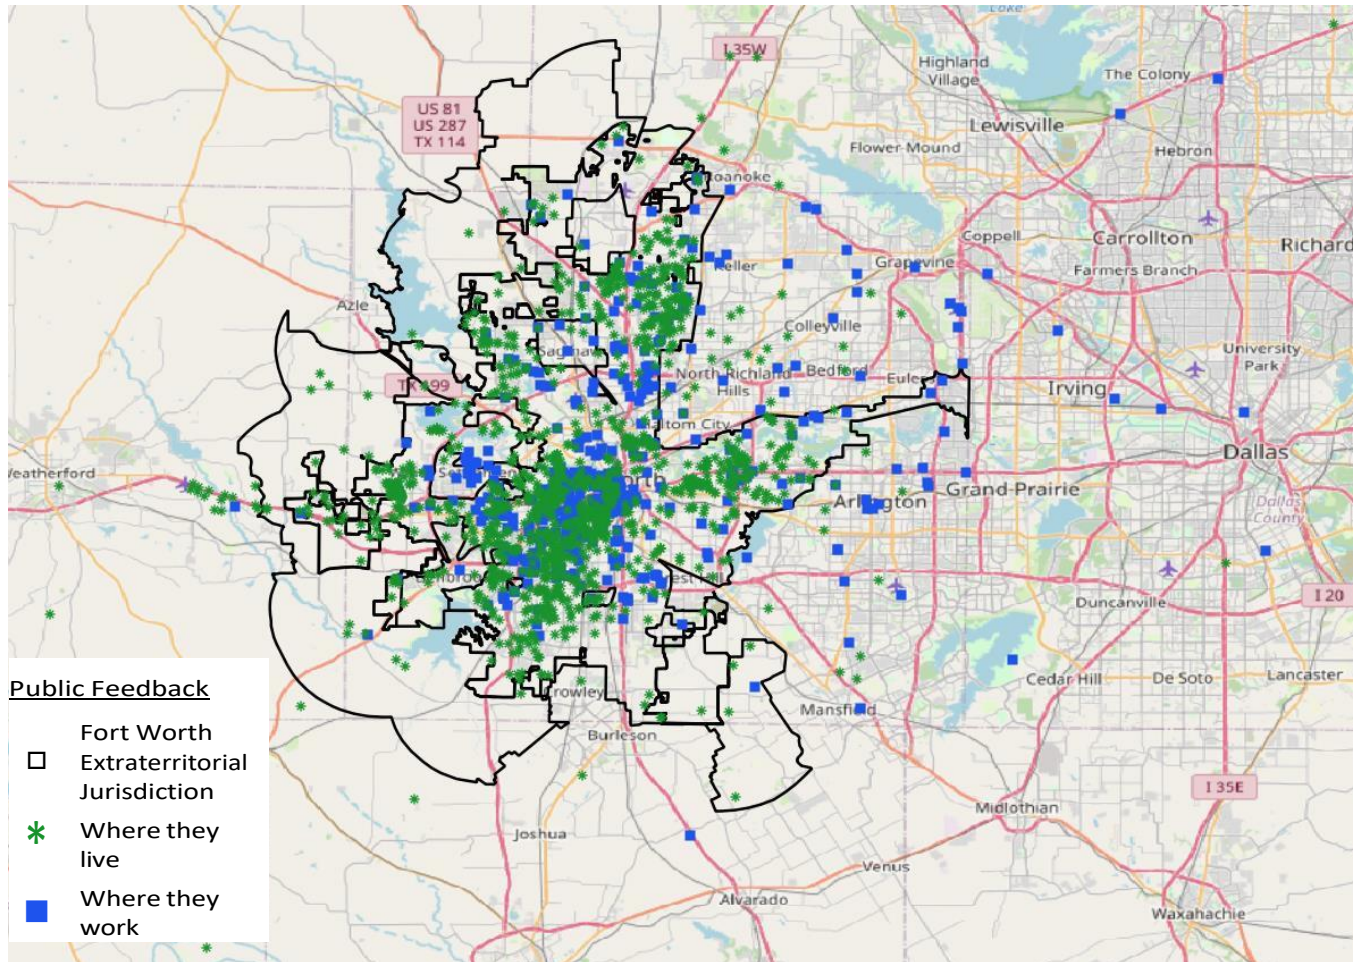 Lake
I 35W
Highland
Village
The Colony
US 81
US 287
TX 114
Lewisville
Flower Mound
Hebron
Roanoke
Coppell
Carrollton
Richard
Keller
Grapevine
Farmers Branch
Azle
Colleyville
University
Park
TX 199
North Richland
Hills
Bedford
Irving
Haltom City
Dallas
Weatherford
Grand Prairie
Dallas
County
Duncanville
I 20
Cedar Hill
De Soto
Lancaster
Public Feedback
Crowley
Mansfield
Fort Worth
Extraterritorial
Jurisdiction
Burleson
I 35E
Midlothian
Where they
live
Joshua
Venus
Where they
work
Alvarado
Waxahachie